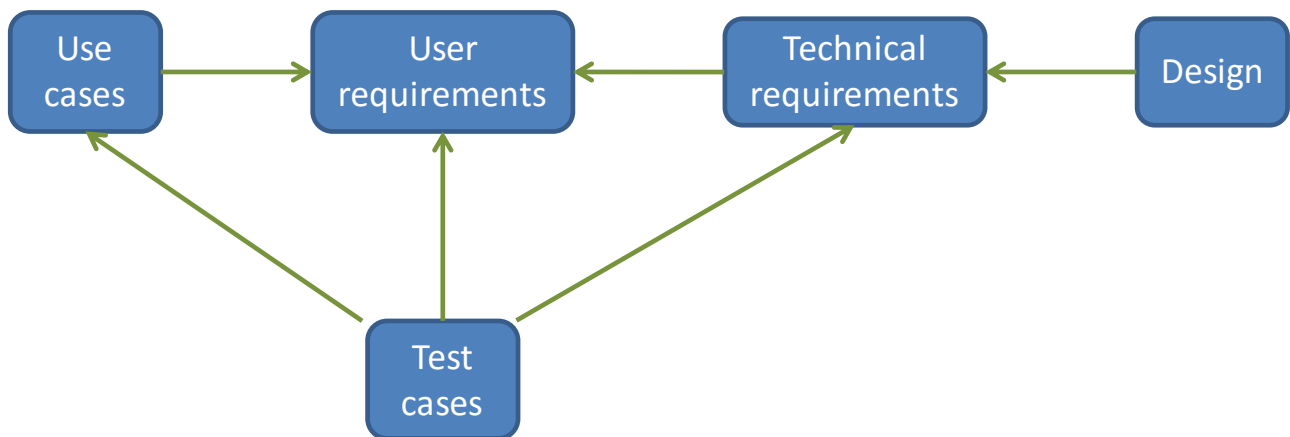 Use
cases
User
requirements
Technical
requirements
Design
Test
cases